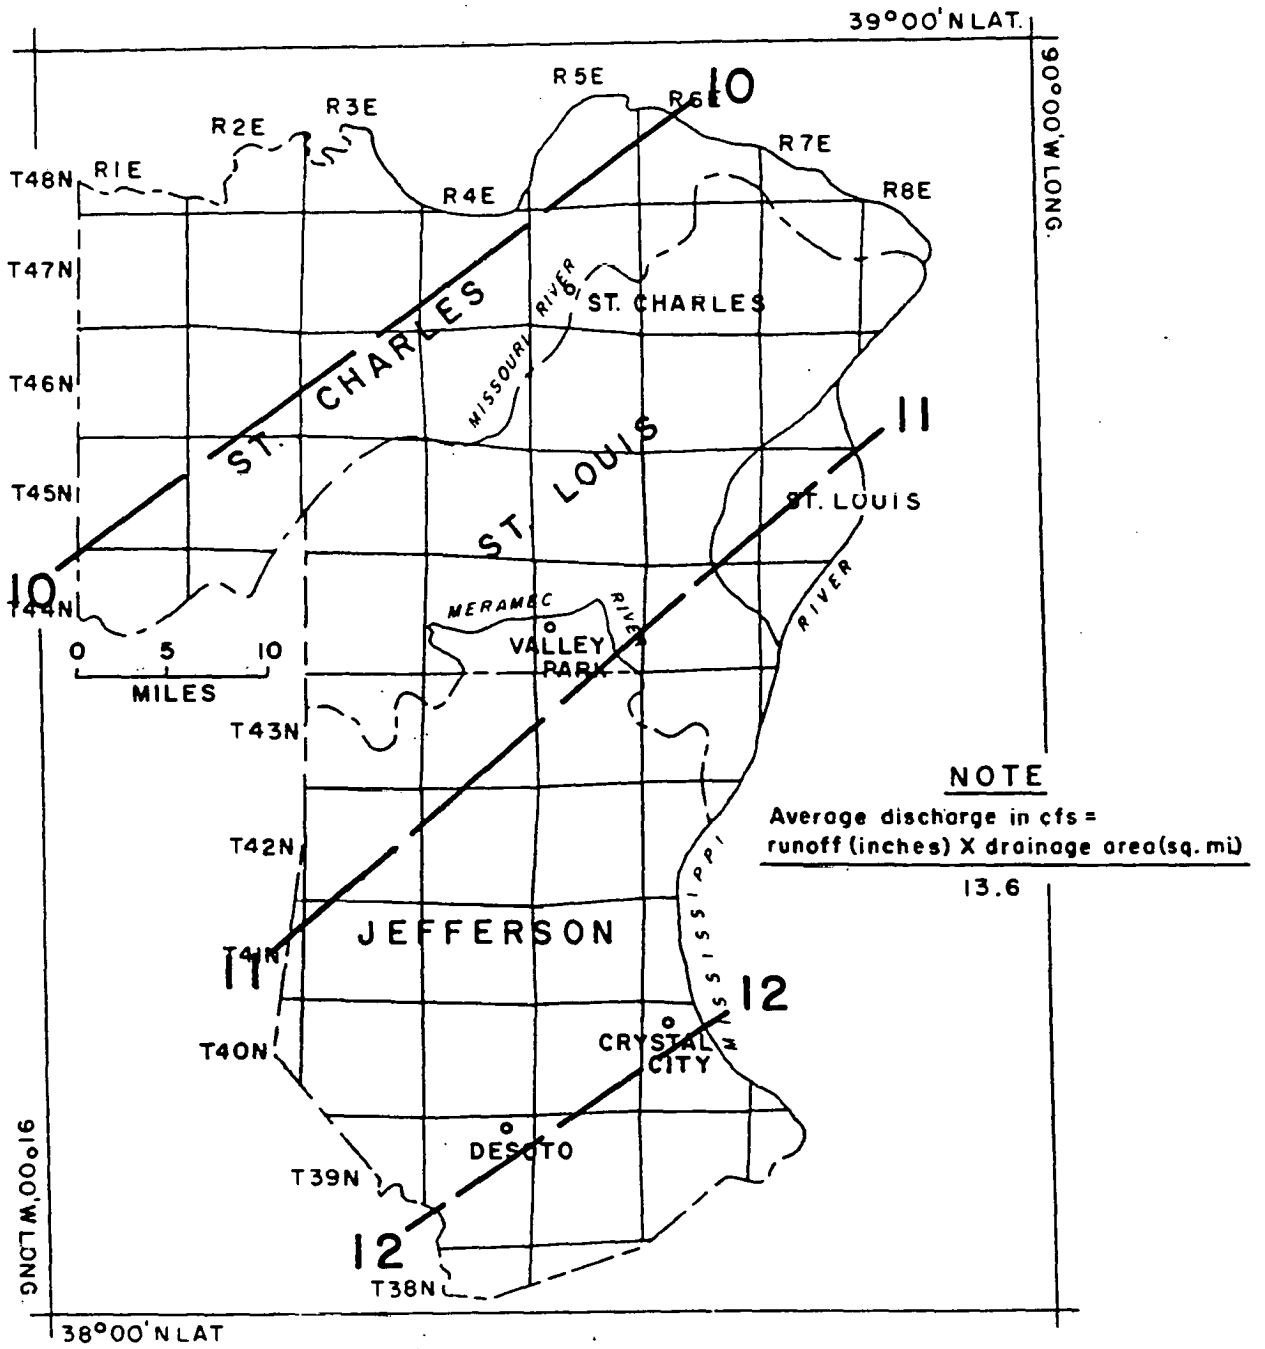 39°00'N LAT.
90°00'W LONG.
R5E
R6E
10
R3E
R2E
R7E
R1E
T48N
R4E
R8E
T47N
MISSOURI RIVER
ST. CHARLES
ST. CHARLES
T46N
11
ST. LOUIS
T45N
ST. LOUIS
10
T44N
MERAMEC RIVER
RIVER
VALLEY
PARK
0 5 10
MILES
T43N
NOTE
Average discharge in cfs =
runoff (inches) X drainage area (sq. mi.)
13.6
T42N
MISSISSIPPI
JEFFERSON
T41N
11
12
CRYSTAL
CITY
T40N
DESOTO
T39N
12
T38N
91°00'W LONG
38°00'N LAT